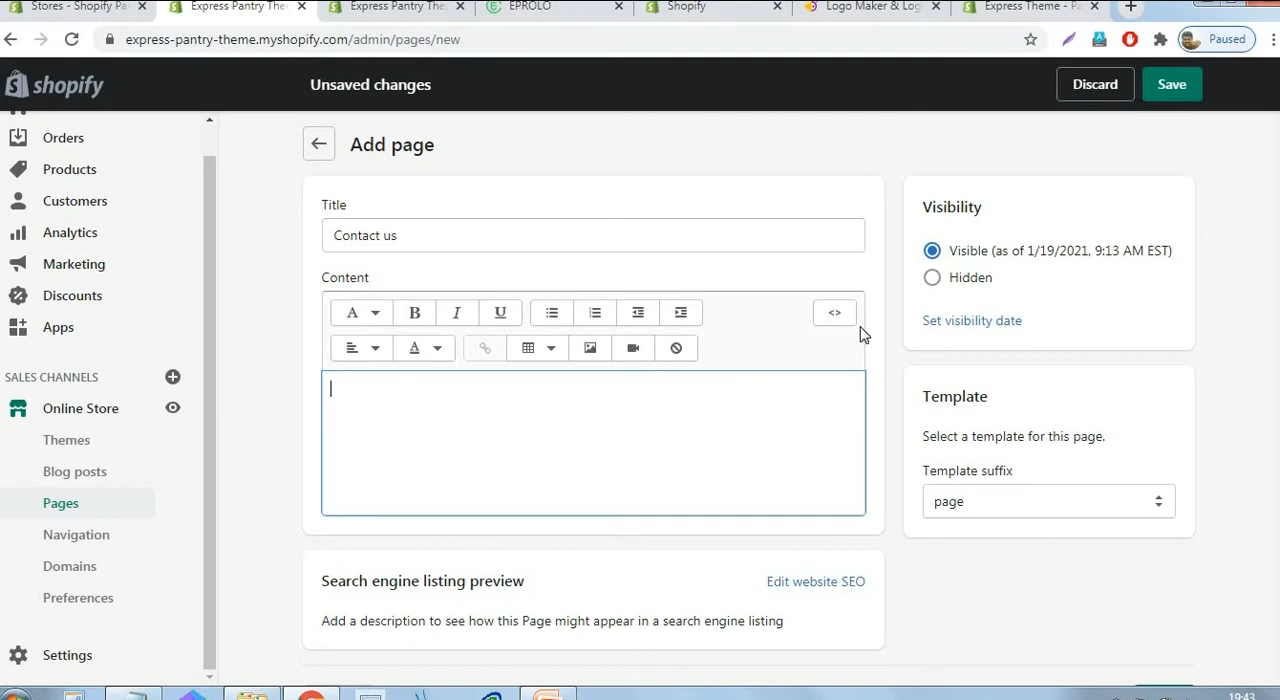 Stores - Shopify Pa
Express Pantry The
Express Pantry The
EPROLO
Shopify
Logo Maker & Log
Express Theme - Pa
express-pantry-theme.myshopify.com/admin/pages/new
Paused
shopify
Unsaved changes
Discard
Save
Orders
Products
Customers
Analytics
Marketing
Discounts
Apps
SALES CHANNELS
Online Store
Themes
Blog posts
Pages
Navigation
Domains
Preferences
Settings
Add page
Title
Contact us
Content
A
B
I
U
<>
A
Search engine listing preview
Edit website SEO
Add a description to see how this Page might appear in a search engine listing
Visibility
Visible (as of 1/19/2021, 9:13 AM EST)
Hidden
Set visibility date
Template
Select a template for this page.
Template suffix
page
19:43